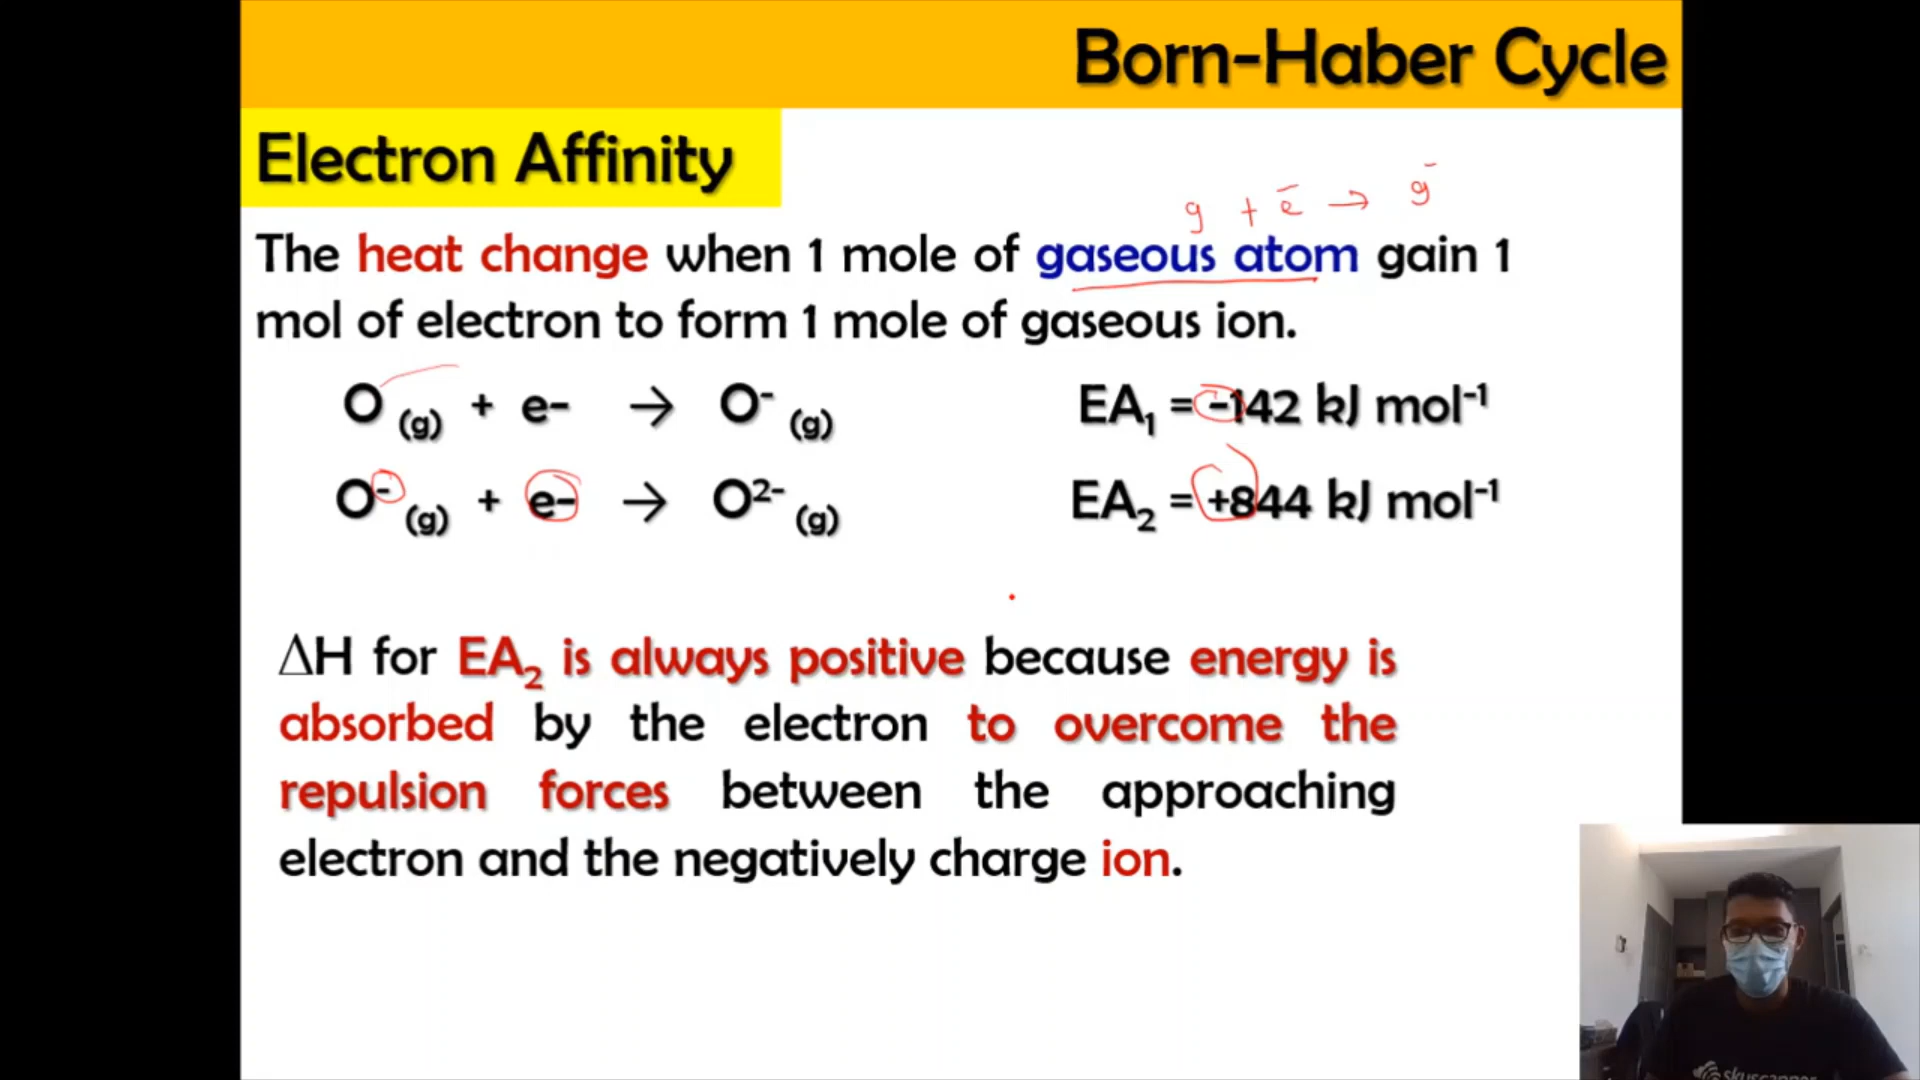 Born-Haber Cycle
Electron Affinity
g + e⁻ → g⁻
The heat change when 1 mole of gaseous atom gain 1
mol of electron to form 1 mole of gaseous ion.
O (g) + e- → O⁻ (g) EA₁ = -142 kJ mol⁻¹
O⁻ (g) + e- → O²⁻ (g) EA₂ = +844 kJ mol⁻¹
ΔH for EA₂ is always positive because energy is
absorbed by the electron to overcome the
repulsion forces between the approaching
electron and the negatively charge ion.
skyscanner